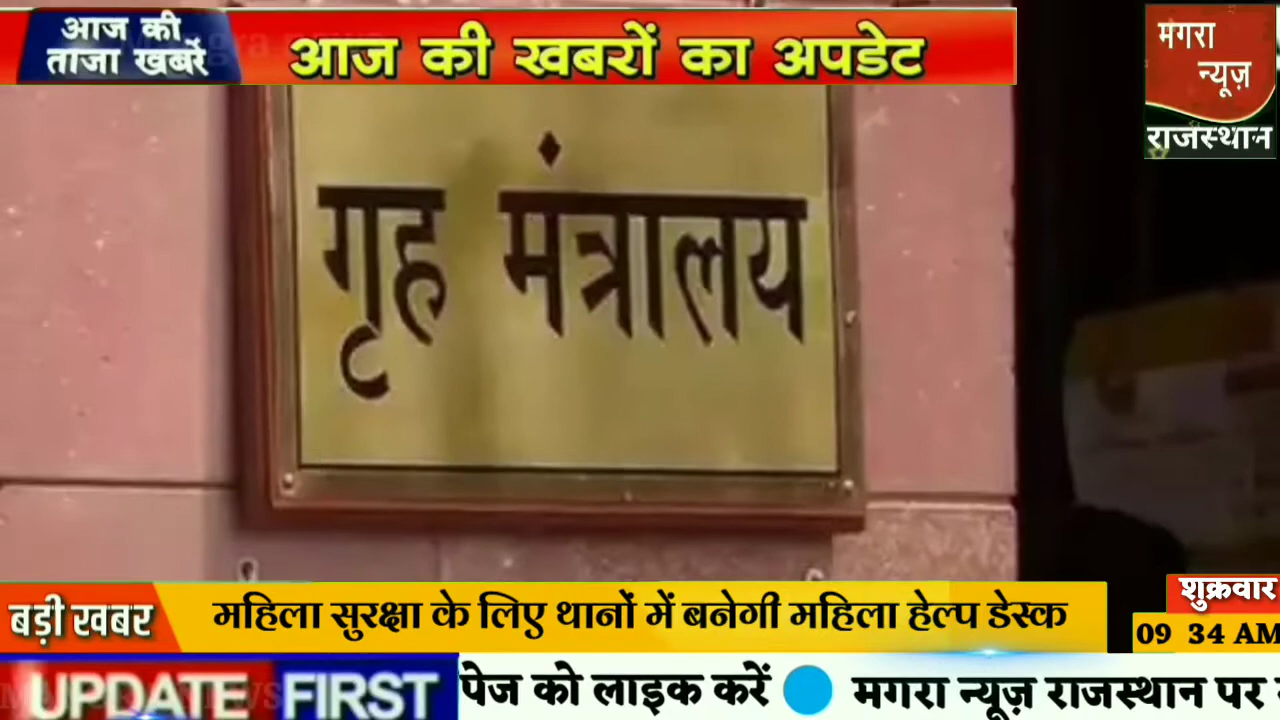 आज की
ताजा खबरें
आज की खबरों का अपडेट
मगरा
न्यूज़
राजस्थान
गृह मंत्रालय
बड़ी खबर
महिला सुरक्षा के लिए थानों में बनेगी महिला हेल्प डेस्क
शुक्रवार
09 34 AM
UPDATE FIRST
पेज को लाइक करें
मगरा न्यूज़ राजस्थान पर